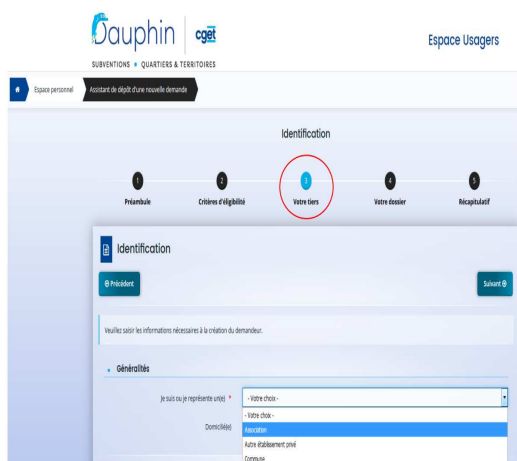 Dauphin cget
SUBVENTIONS • QUARTIERS & TERRITOIRES
Espace Usagers
Espace personnel Assistant de dépôt d'une nouvelle demande
Identification
1 2 3 4 5
Préambule Critères d'éligibilité Votre tiers Votre dossier Récapitulatif
Identification
Précédent Suivant
Veuillez saisir les informations nécessaires à la création du demandeur.
• Généralités
Je suis ou je représente un(e) * - Votre choix -
- Votre choix -
Domicilié(e) Association
Autre établissement privé
Commune